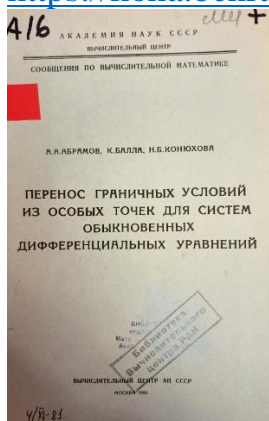 А/6
АКАДЕМИЯ НАУК СССР
ВЫЧИСЛИТЕЛЬНЫЙ ЦЕНТР
СООБЩЕНИЯ ПО ВЫЧИСЛИТЕЛЬНОЙ МАТЕМАТИКЕ
А.А.АБРАМОВ, К.БАЛЛА, Н.Б.КОНЮХОВА
ПЕРЕНОС ГРАНИЧНЫХ УСЛОВИЙ
ИЗ ОСОБЫХ ТОЧЕК ДЛЯ СИСТЕМ
ОБЫКНОВЕННЫХ
ДИФФЕРЕНЦИАЛЬНЫХ УРАВНЕНИЙ
Библиотека
Вычислительного
центра РАН
ВЫЧИСЛИТЕЛЬНЫЙ ЦЕНТР АН СССР
МОСКВА 1981